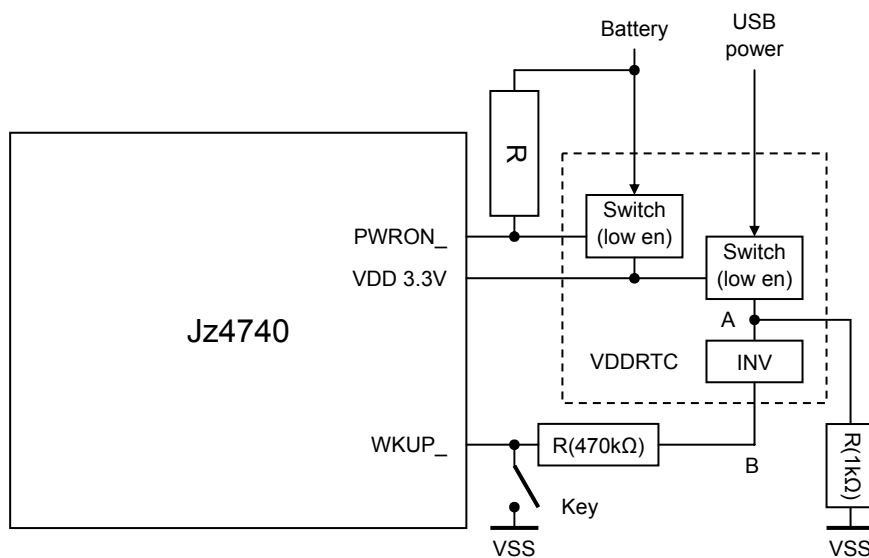 Battery
USB
power
R
Switch
(low en)
PWRON_
Switch
(low en)
VDD 3.3V
A
Jz4740
VDDRTC
INV
WKUP_
R(470kΩ)
B
R(1kΩ)
Key
VSS
VSS